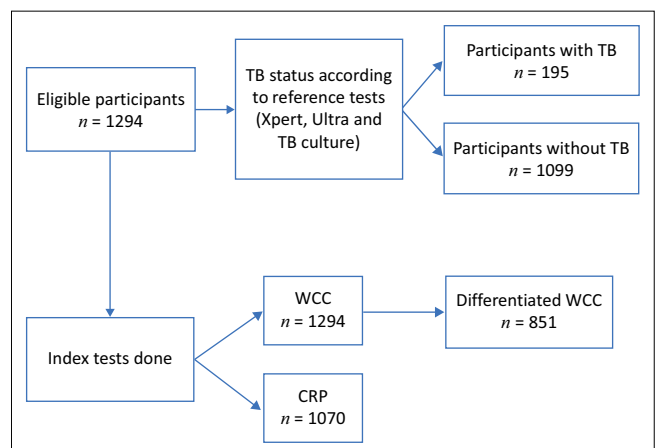 Eligible participants
n = 1294
TB status according
to reference tests
(Xpert, Ultra and
TB culture)
Participants with TB
n = 195
Participants without TB
n = 1099
Index tests done
WCC
n = 1294
Differentiated WCC
n = 851
CRP
n = 1070